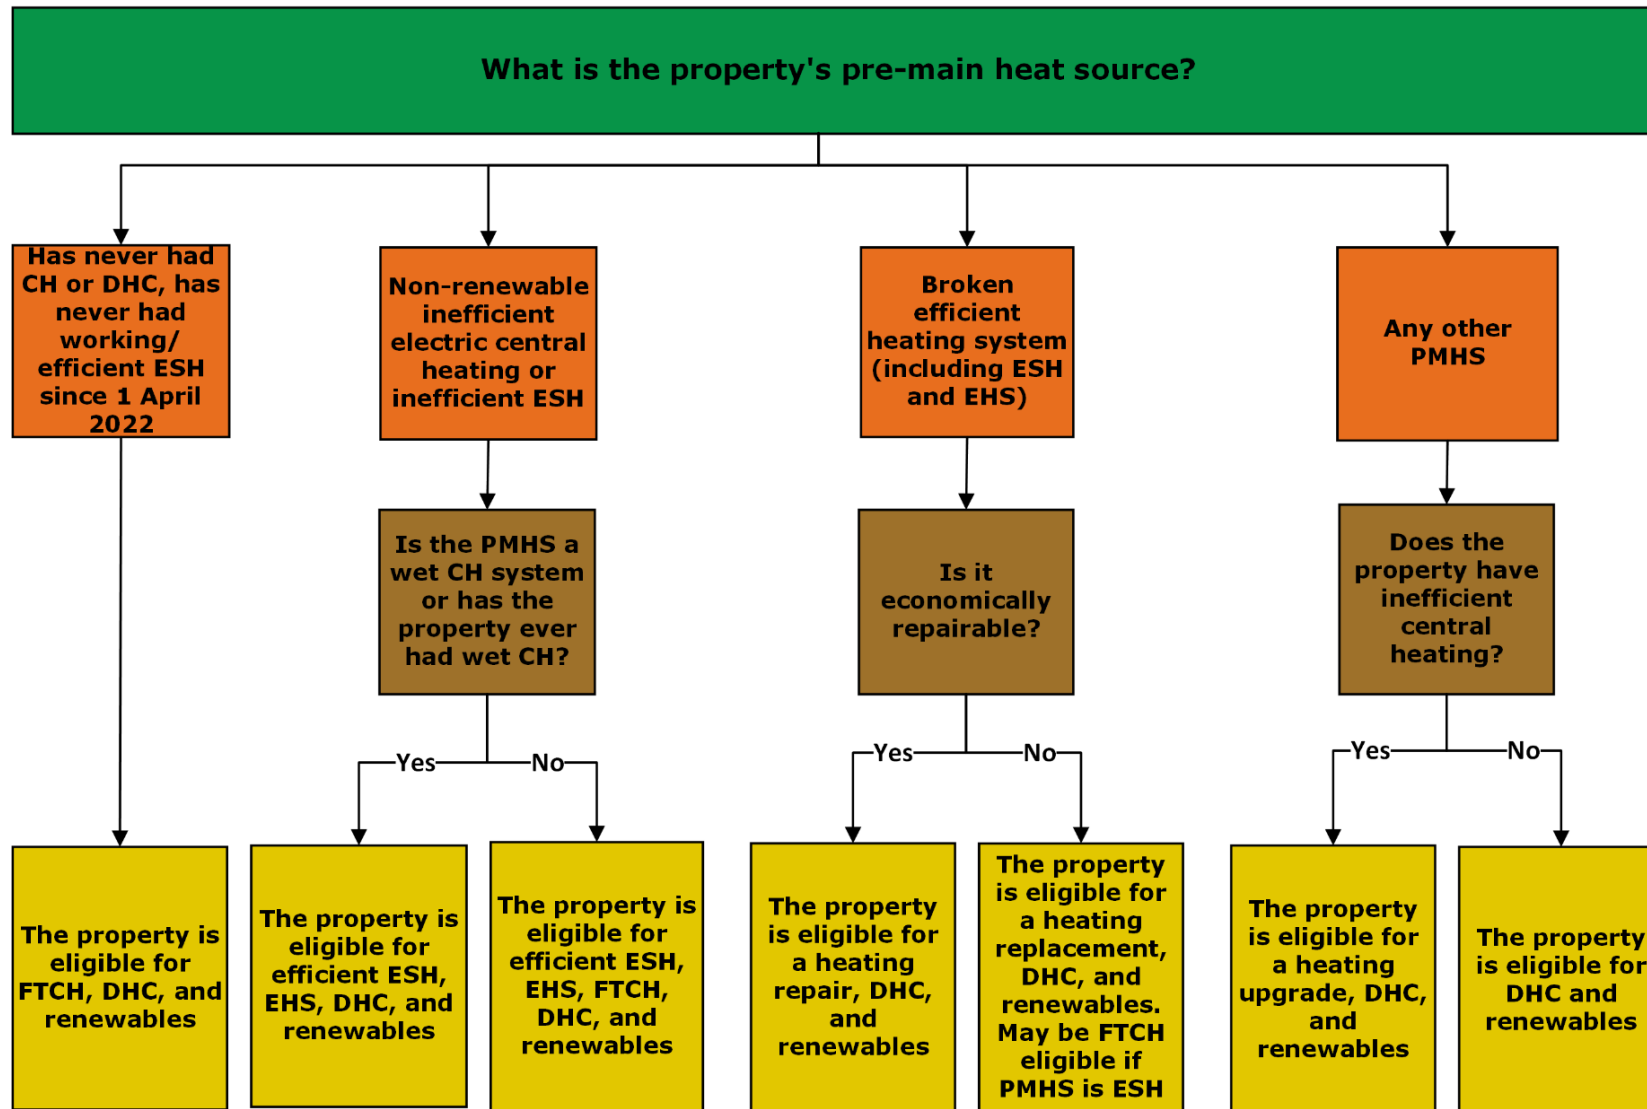 What is the property's pre-main heat source?
Has never had
CH or DHC, has
never had
working/
efficient ESH
since 1 April
2022
Non-renewable
inefficient
electric central
heating or
inefficient ESH
Broken
efficient
heating system
(including ESH
and EHS)
Any other
PMHS
Is the PMHS a
wet CH system
or has the
property ever
had wet CH?
Is it
economically
repairable?
Does the
property have
inefficient
central
heating?
Yes
No
Yes
No
Yes
No
The property is
eligible for
FTCH, DHC, and
renewables
The property is
eligible for
efficient ESH,
EHS, DHC, and
renewables
The property is
eligible for
efficient ESH,
EHS, FTCH,
DHC, and
renewables
The property
is eligible for
a heating
repair, DHC,
and
renewables
The property
is eligible for
a heating
replacement,
DHC, and
renewables.
May be FTCH
eligible if
PMHS is ESH
The property
is eligible for
a heating
upgrade, DHC,
and
renewables
The property
is eligible for
DHC and
renewables